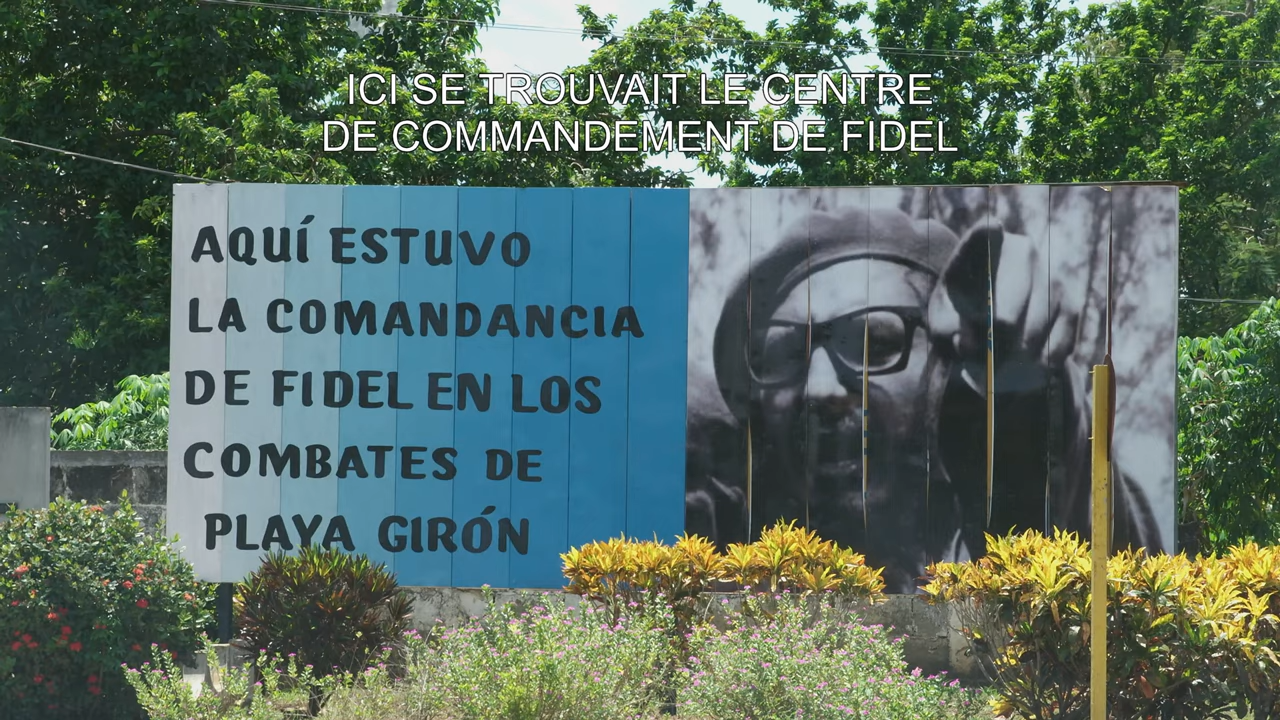 ICI SE TROUVAIT LE CENTRE
DE COMMANDEMENT DE FIDEL
AQUÍ ESTUVO
LA COMANDANCIA
DE FIDEL EN LOS
COMBATES DE
PLAYA GIRÓN